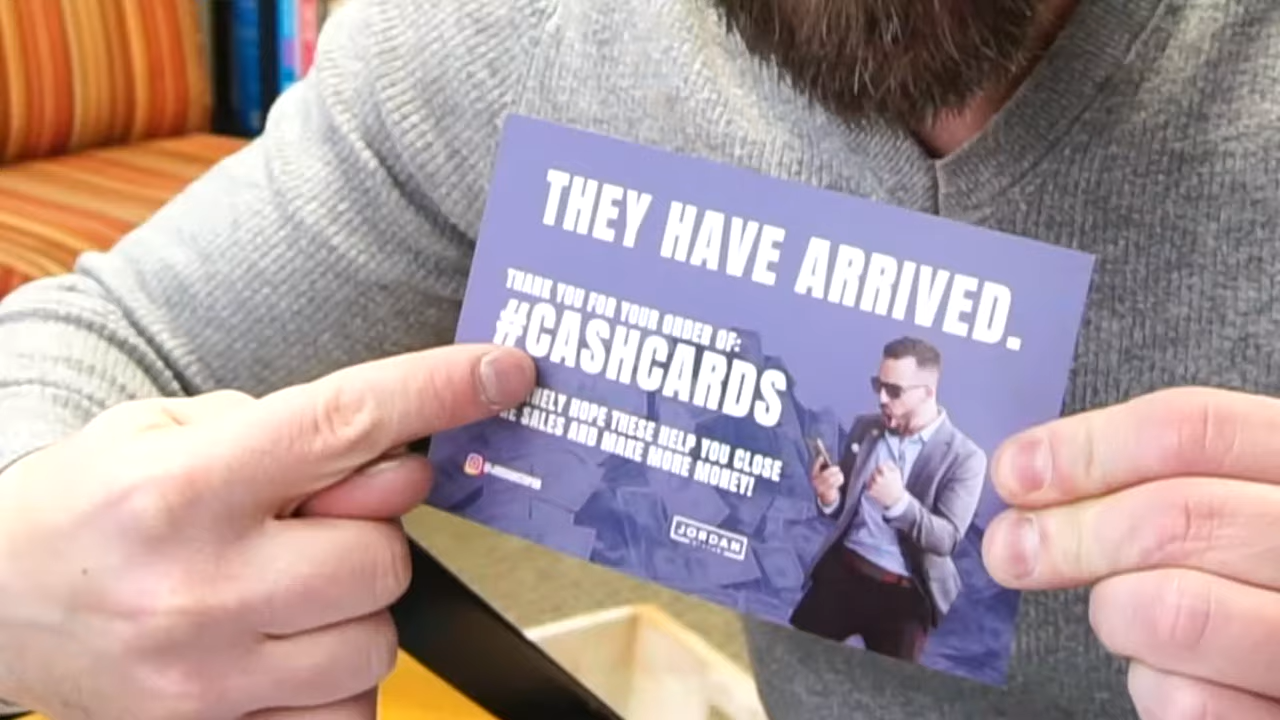 THEY HAVE ARRIVED.
THANK YOU FOR YOUR ORDER OF:
#CASHCARDS
HOPE THESE HELP YOU CLOSE
SALES AND MAKE MORE MONEY!
JORDAN